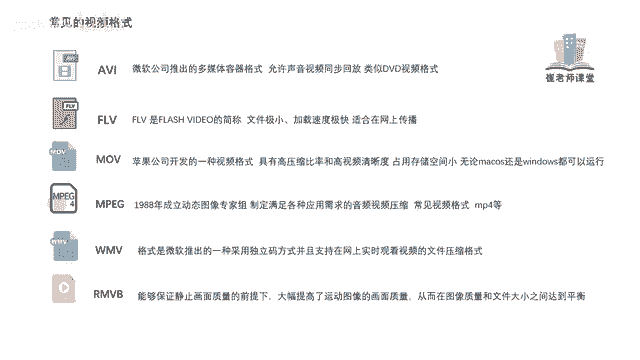 常见的视频格式
崔老师课堂
AVI 微软公司推出的多媒体容器格式 允许声音视频同步回放 类似DVD视频格式
FLV
FLV FLV 是FLASH VIDEO的简称 文件极小、加载速度极快 适合在网上传播
MOV
MOV 苹果公司开发的一种视频格式 具有高压缩比率和高视频清晰度 占用存储空间小 无论macos还是windows都可以运行
MPEG
4
MPEG 1988年成立动态图像专家组 制定满足各种应用需求的音频视频压缩 常见视频格式 mp4等
WMV
WMV 格式是微软推出的一种采用独立码方式并且支持在网上实时观看视频的文件压缩格式
RMVB 能够保证静止画面质量的前提下，大幅提高了运动图像的画面质量，从而在图像质量和文件大小之间达到平衡